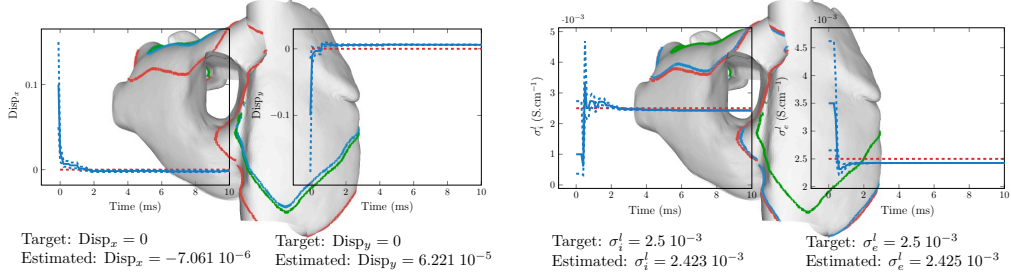 0.1
0
Disp_x
0 2 4 6 8 10
Time (ms)
0
−0.1
Disp_y
0 2 4 6 8 10
Time (ms)
Target: Disp_x = 0
Estimated: Disp_x = −7.061 10^−6
Target: Disp_y = 0
Estimated: Disp_y = 6.221 10^−5
·10^−3
5
4
3
2
1
0
σ_i^l (S.cm^−1)
0 2 4 6 8 10
Time (ms)
·10^−3
4.5
4
3.5
3
2.5
2
σ_e^l (S.cm^−1)
0 2 4 6 8 10
Time (ms)
Target: σ_i^l = 2.5 10^−3
Estimated: σ_i^l = 2.423 10^−3
Target: σ_e^l = 2.5 10^−3
Estimated: σ_e^l = 2.425 10^−3